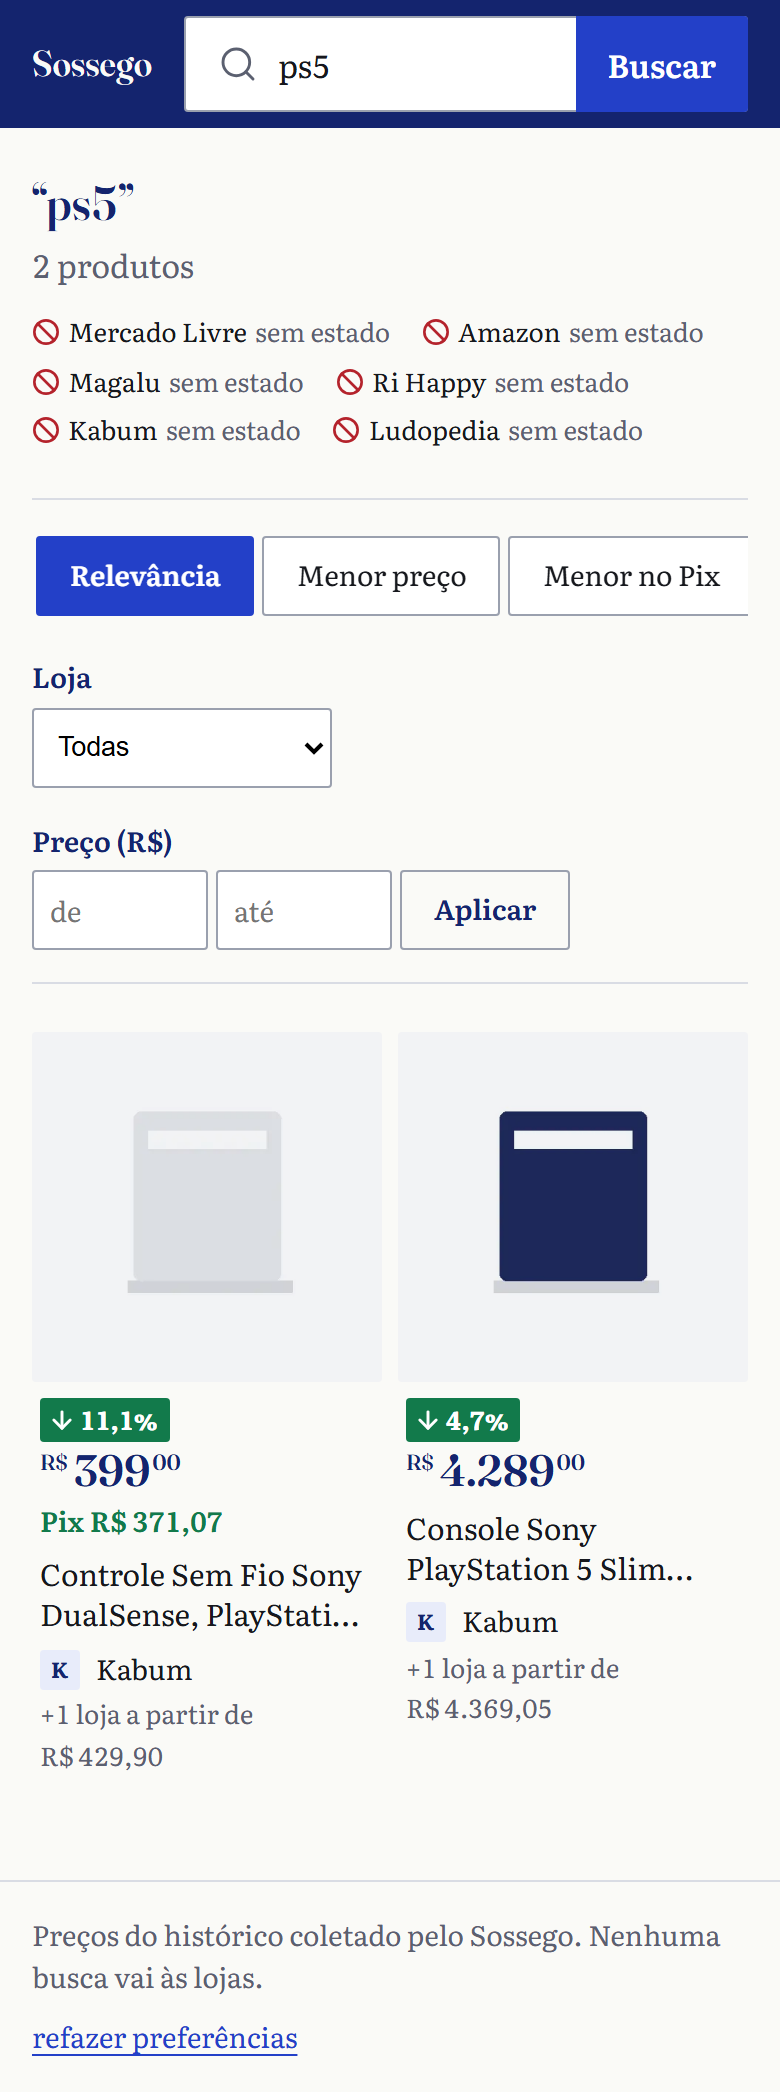 Sossego
ps5
Buscar
“ps5”
2 produtos
Mercado Livre sem estado
Amazon sem estado
Magalu sem estado
Ri Happy sem estado
Kabum sem estado
Ludopedia sem estado
Relevância
Menor preço
Menor no Pix
Loja
Todas
Preço (R$)
de
até
Aplicar
↓ 11,1%
R$ 399 00
Pix R$ 371,07
Controle Sem Fio Sony
DualSense, PlayStati...
K Kabum
+1 loja a partir de
R$ 429,90
↓ 4,7%
R$ 4.289 00
Console Sony
PlayStation 5 Slim...
K Kabum
+1 loja a partir de
R$ 4.369,05
Preços do histórico coletado pelo Sossego. Nenhuma
busca vai às lojas.
refazer preferências